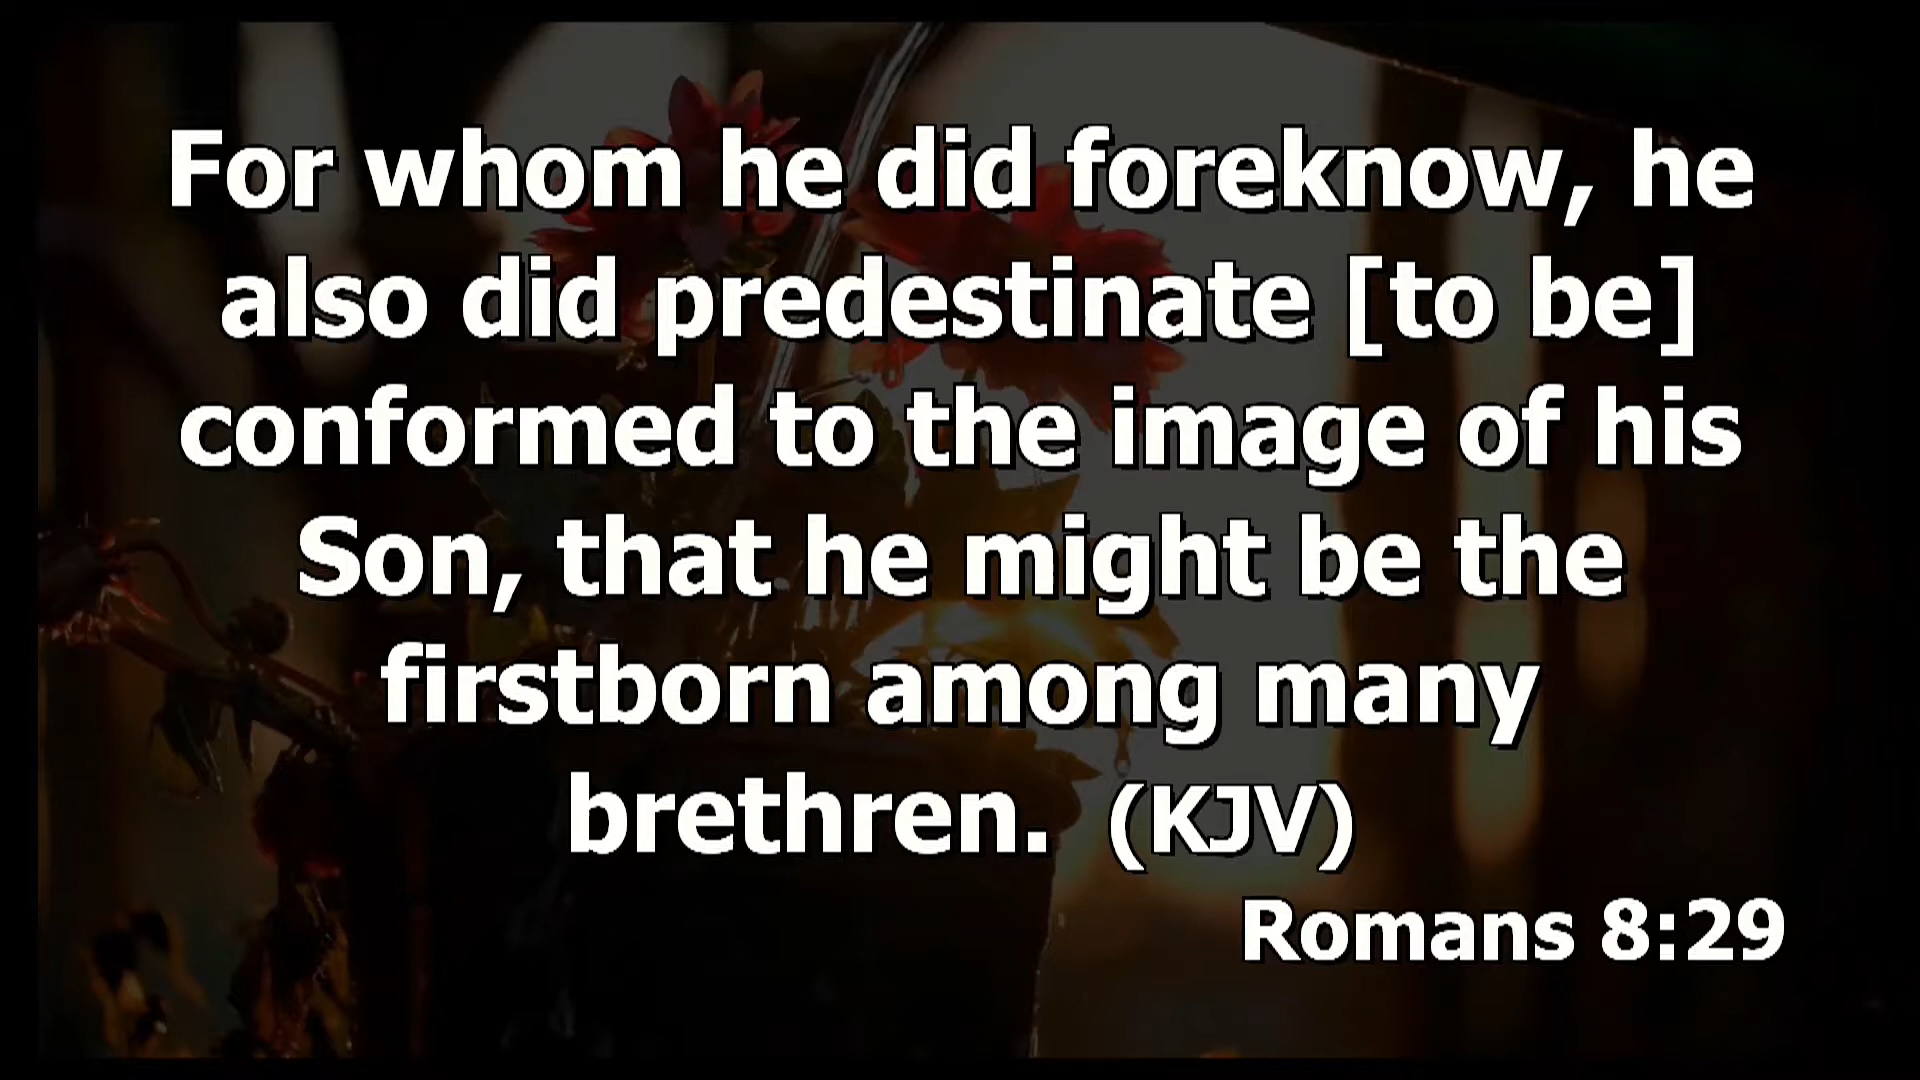 For whom he did foreknow, he
also did predestinate [to be]
conformed to the image of his
Son, that he might be the
firstborn among many
brethren.  (KJV)
Romans 8:29